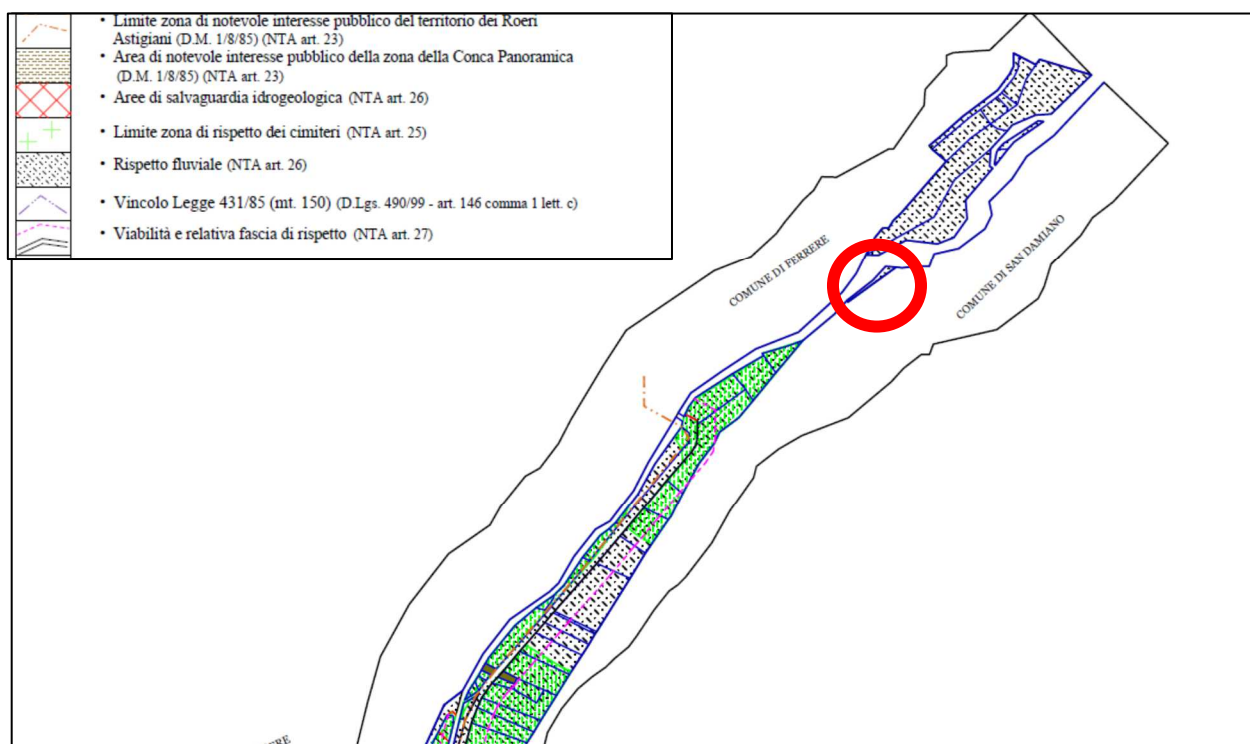 • Limite zona di notevole interesse pubblico del territorio dei Roeri
Astigiani (D.M. 1/8/85) (NTA art. 23)
• Area di notevole interesse pubblico della zona della Conca Panoramica
(D.M. 1/8/85) (NTA art. 23)
• Aree di salvaguardia idrogeologica (NTA art. 26)
• Limite zona di rispetto dei cimiteri (NTA art. 25)
• Rispetto fluviale (NTA art. 26)
• Vincolo Legge 431/85 (mt. 150) (D.Lgs. 490/99 - art. 146 comma 1 lett. c)
• Viabilità e relativa fascia di rispetto (NTA art. 27)
COMUNE DI FERRERE
COMUNE DI SAN DAMIANO